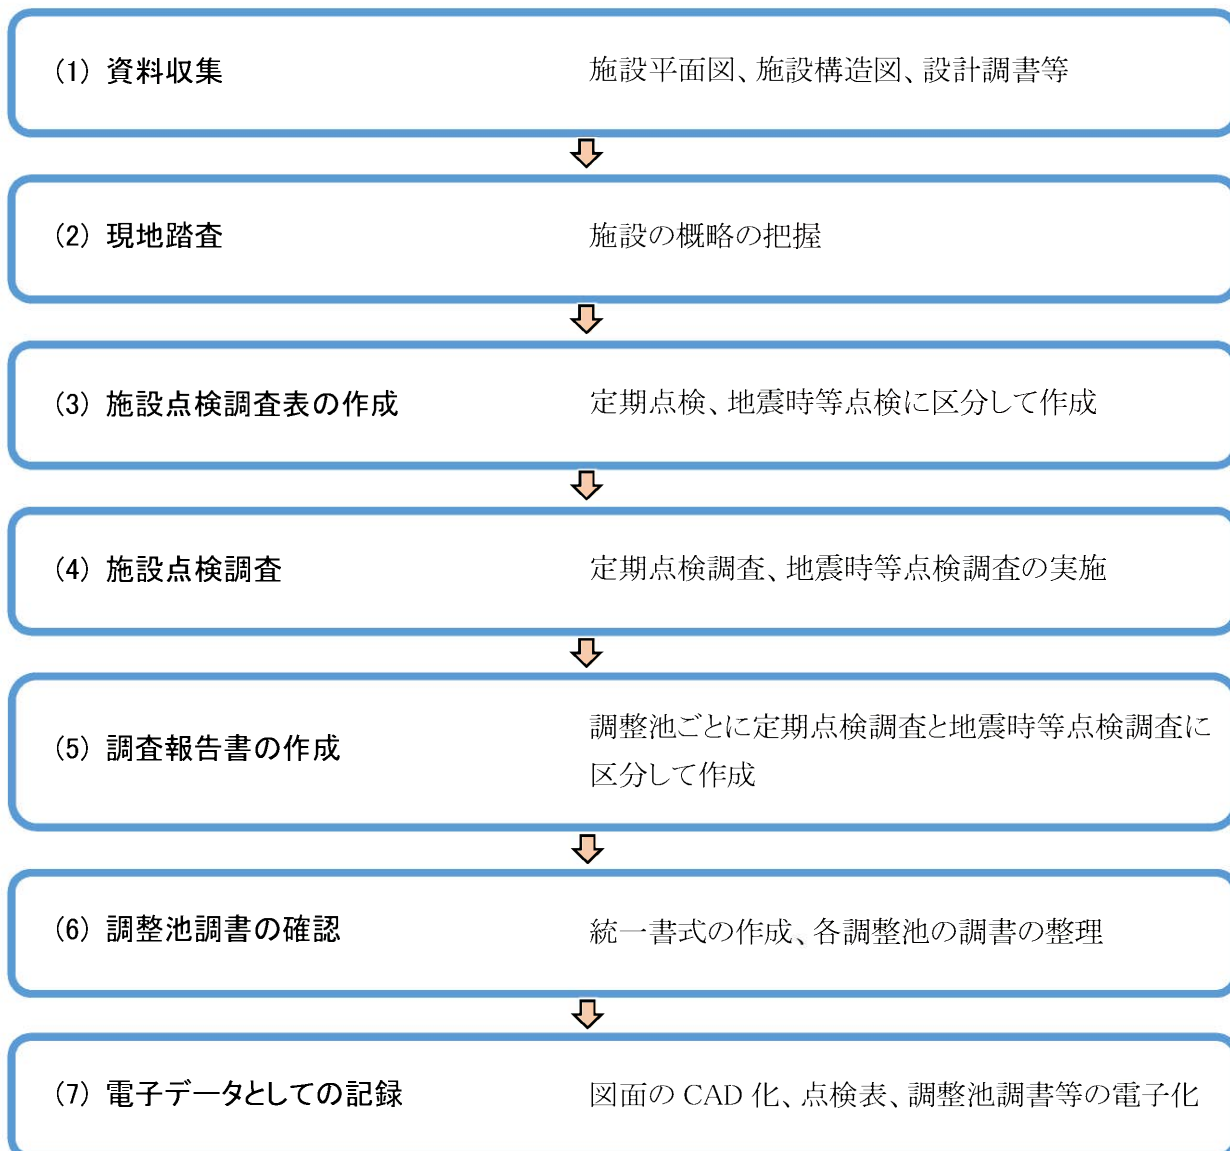 (1) 資料収集 施設平面図、施設構造図、設計調書等
(2) 現地踏査 施設の概略の把握
(3) 施設点検調査表の作成 定期点検、地震時等点検に区分して作成
(4) 施設点検調査 定期点検調査、地震時等点検調査の実施
(5) 調査報告書の作成 調整池ごとに定期点検調査と地震時等点検調査に
区分して作成
(6) 調整池調書の確認 統一書式の作成、各調整池の調書の整理
(7) 電子データとしての記録 図面の CAD 化、点検表、調整池調書等の電子化